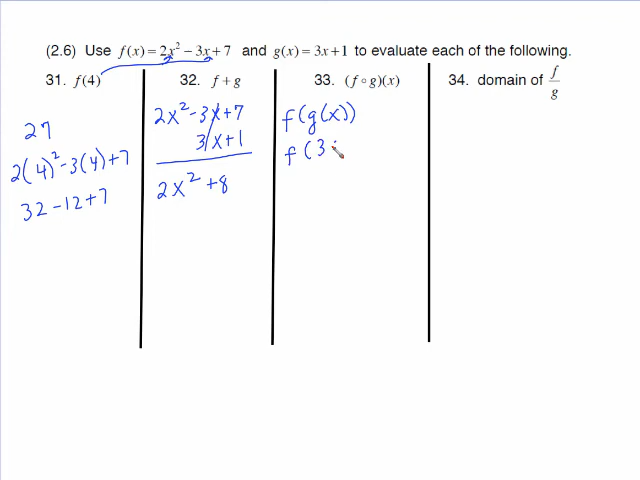 (2.6) Use f(x) = 2x² − 3x + 7 and g(x) = 3x + 1 to evaluate each of the following.
31. f(4)
27
2(4)² - 3(4) + 7
32 - 12 + 7
32. f + g
2x² - 3x + 7
3x + 1
2x² + 8
33. (f ∘ g)(x)
f(g(x))
f(3
34. domain of f/g